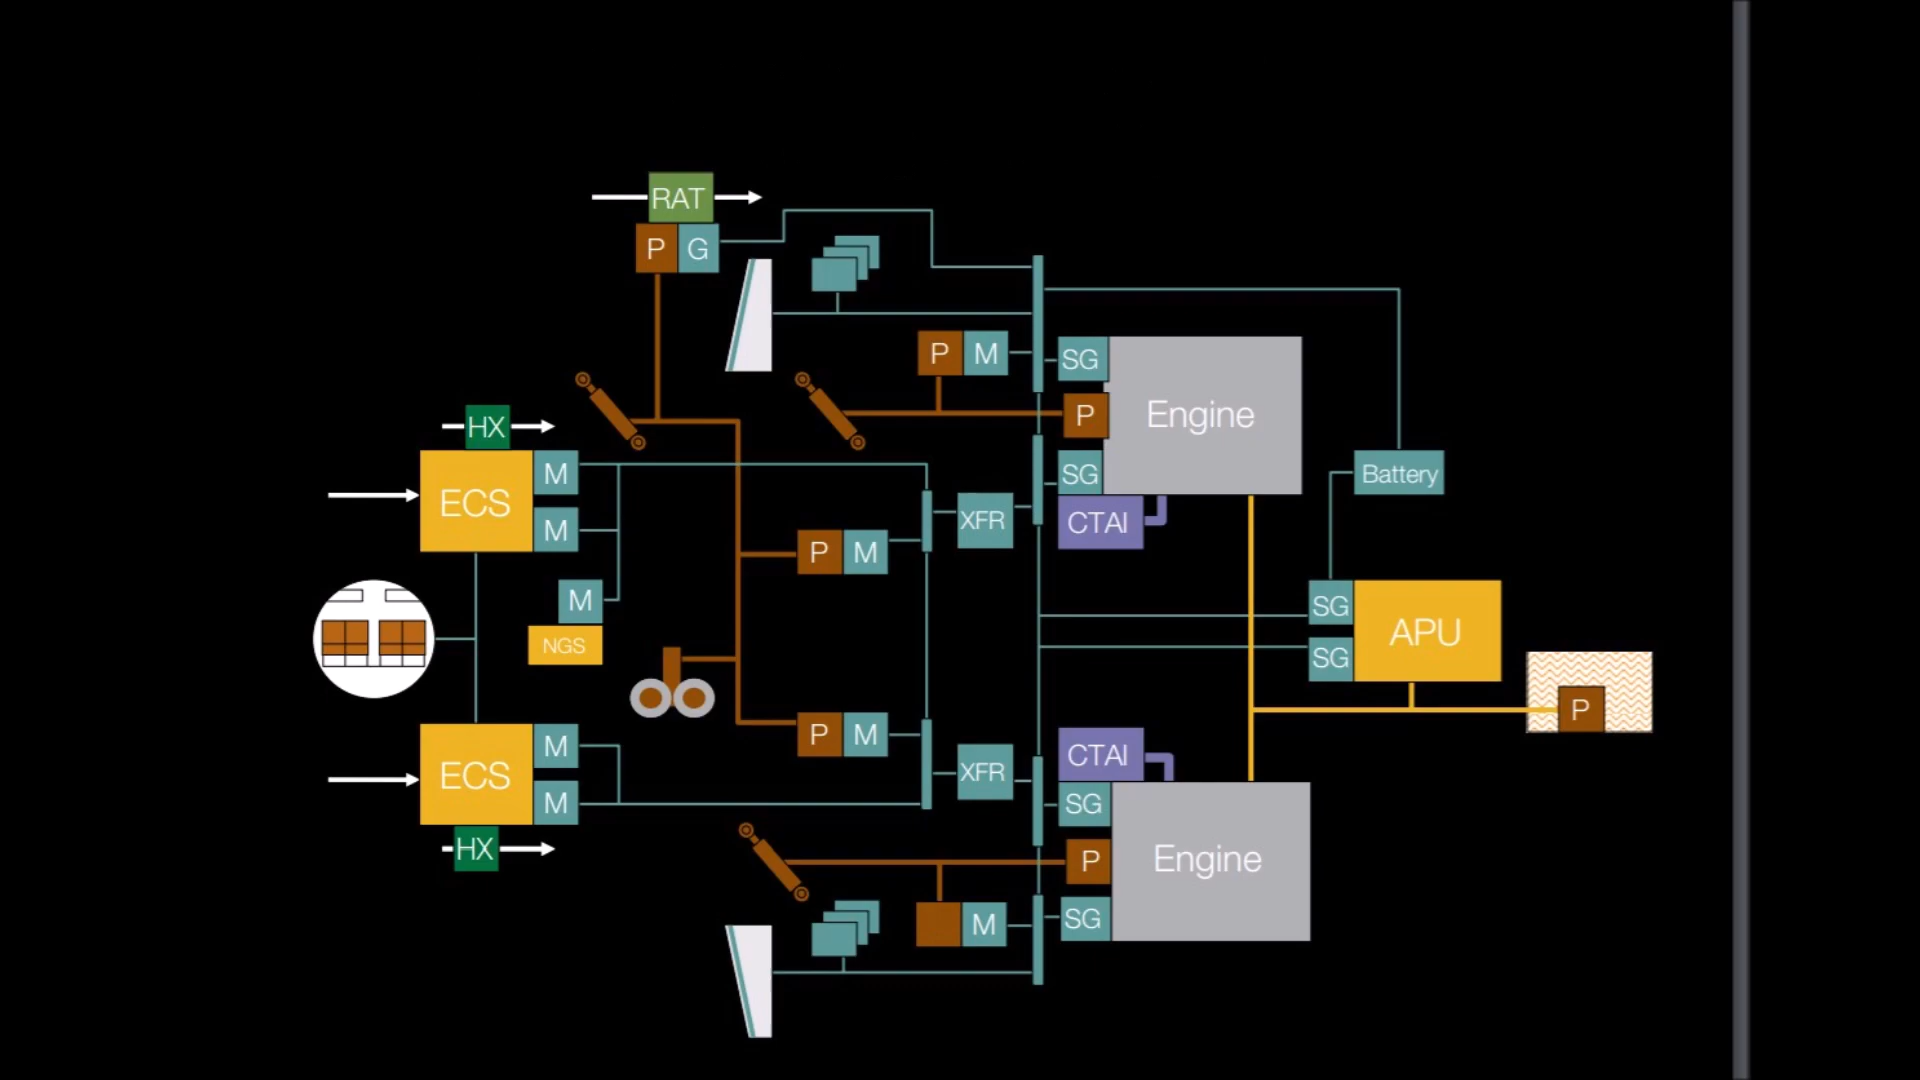 RAT
P G
P M SG
P Engine
HX
M SG Battery
ECS
M XFR CTAI
P M
M SG
NGS APU
SG
P
P M
M CTAI
ECS XFR
M SG
HX P Engine
M SG